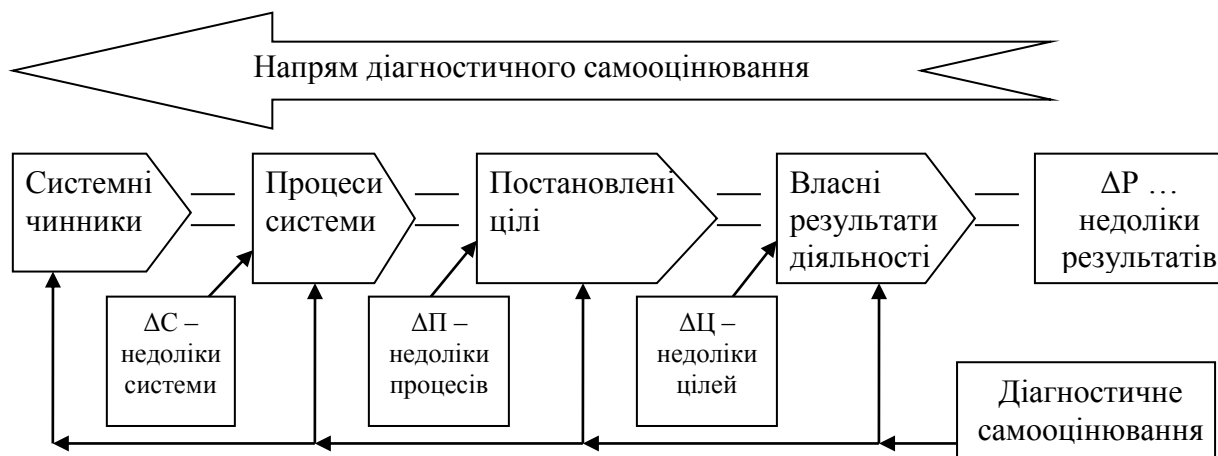 Напрям діагностичного самооцінювання
Системні
чинники
Процеси
системи
Постановлені
цілі
Власні
результати
діяльності
ΔР …
недоліки
результатів
ΔС –
недоліки
системи
ΔП –
недоліки
процесів
ΔЦ –
недоліки
цілей
Діагностичне
самооцінювання